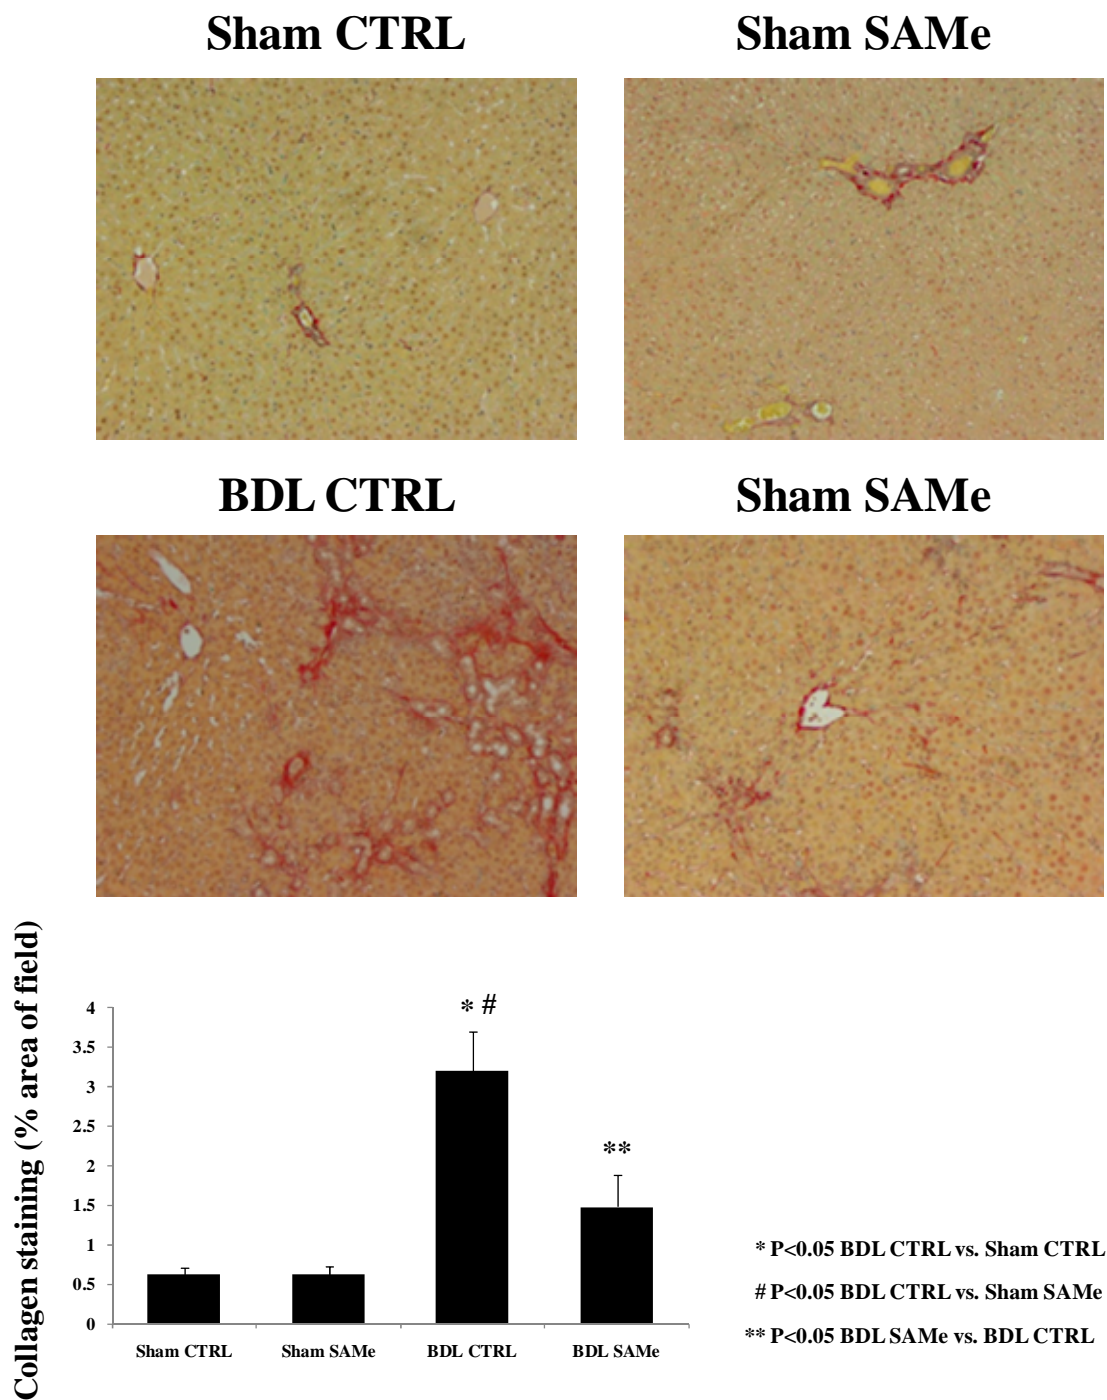 Sham CTRL
Sham SAMe
BDL CTRL
Sham SAMe
Collagen staining (% area of field)
4
3.5
3
2.5
2
1.5
1
0.5
0
* #
**
Sham CTRL
Sham SAMe
BDL CTRL
BDL SAMe
* P<0.05 BDL CTRL vs. Sham CTRL
# P<0.05 BDL CTRL vs. Sham SAMe
** P<0.05 BDL SAMe vs. BDL CTRL